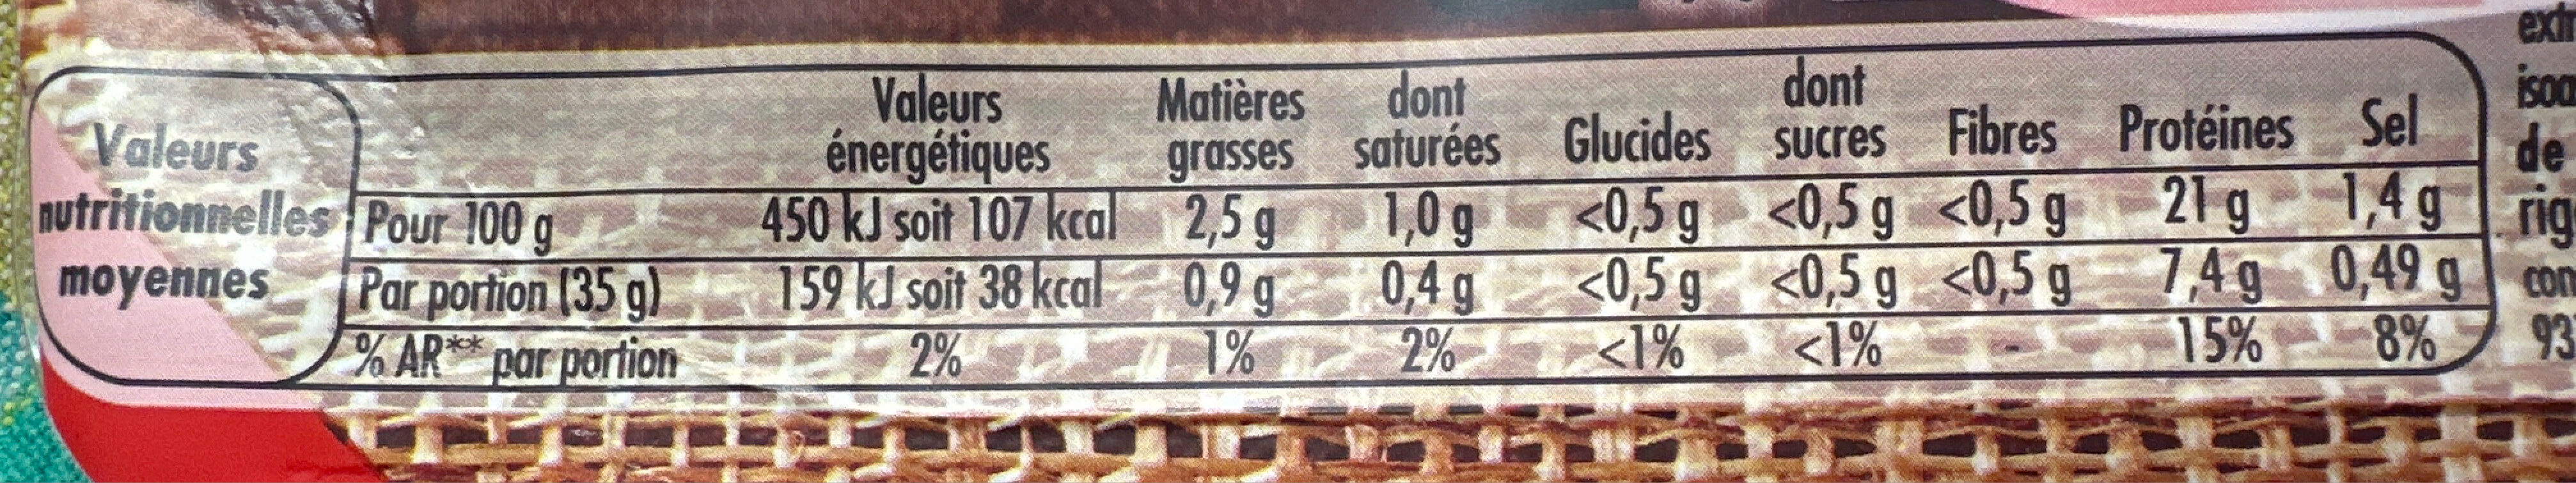 Valeurs
nutritionnelles
moyennes
Valeurs énergétiques Matières grasses dont saturées Glucides dont sucres Fibres Protéines Sel
Pour 100 g 450 kJ soit 107 kcal 2,5 g 1,0 g <0,5 g <0,5 g <0,5 g 21 g 1,4 g
Par portion (35 g) 159 kJ soit 38 kcal 0,9 g 0,4 g <0,5 g <0,5 g <0,5 g 7,4 g 0,49 g
% AR** par portion 2% 1% 2% <1% <1% - 15% 8%
de
93